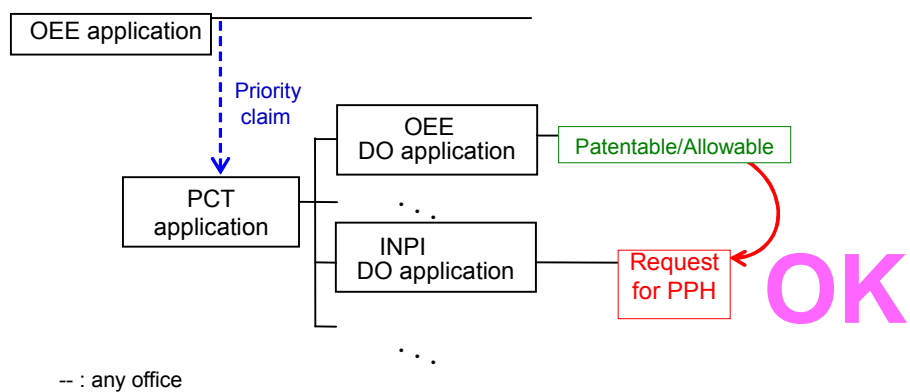 OEE application
Priority
claim
OEE
DO application
Patentable/Allowable
PCT
application
. . .
INPI
DO application
Request
for PPH
OK
. . .
-- : any office